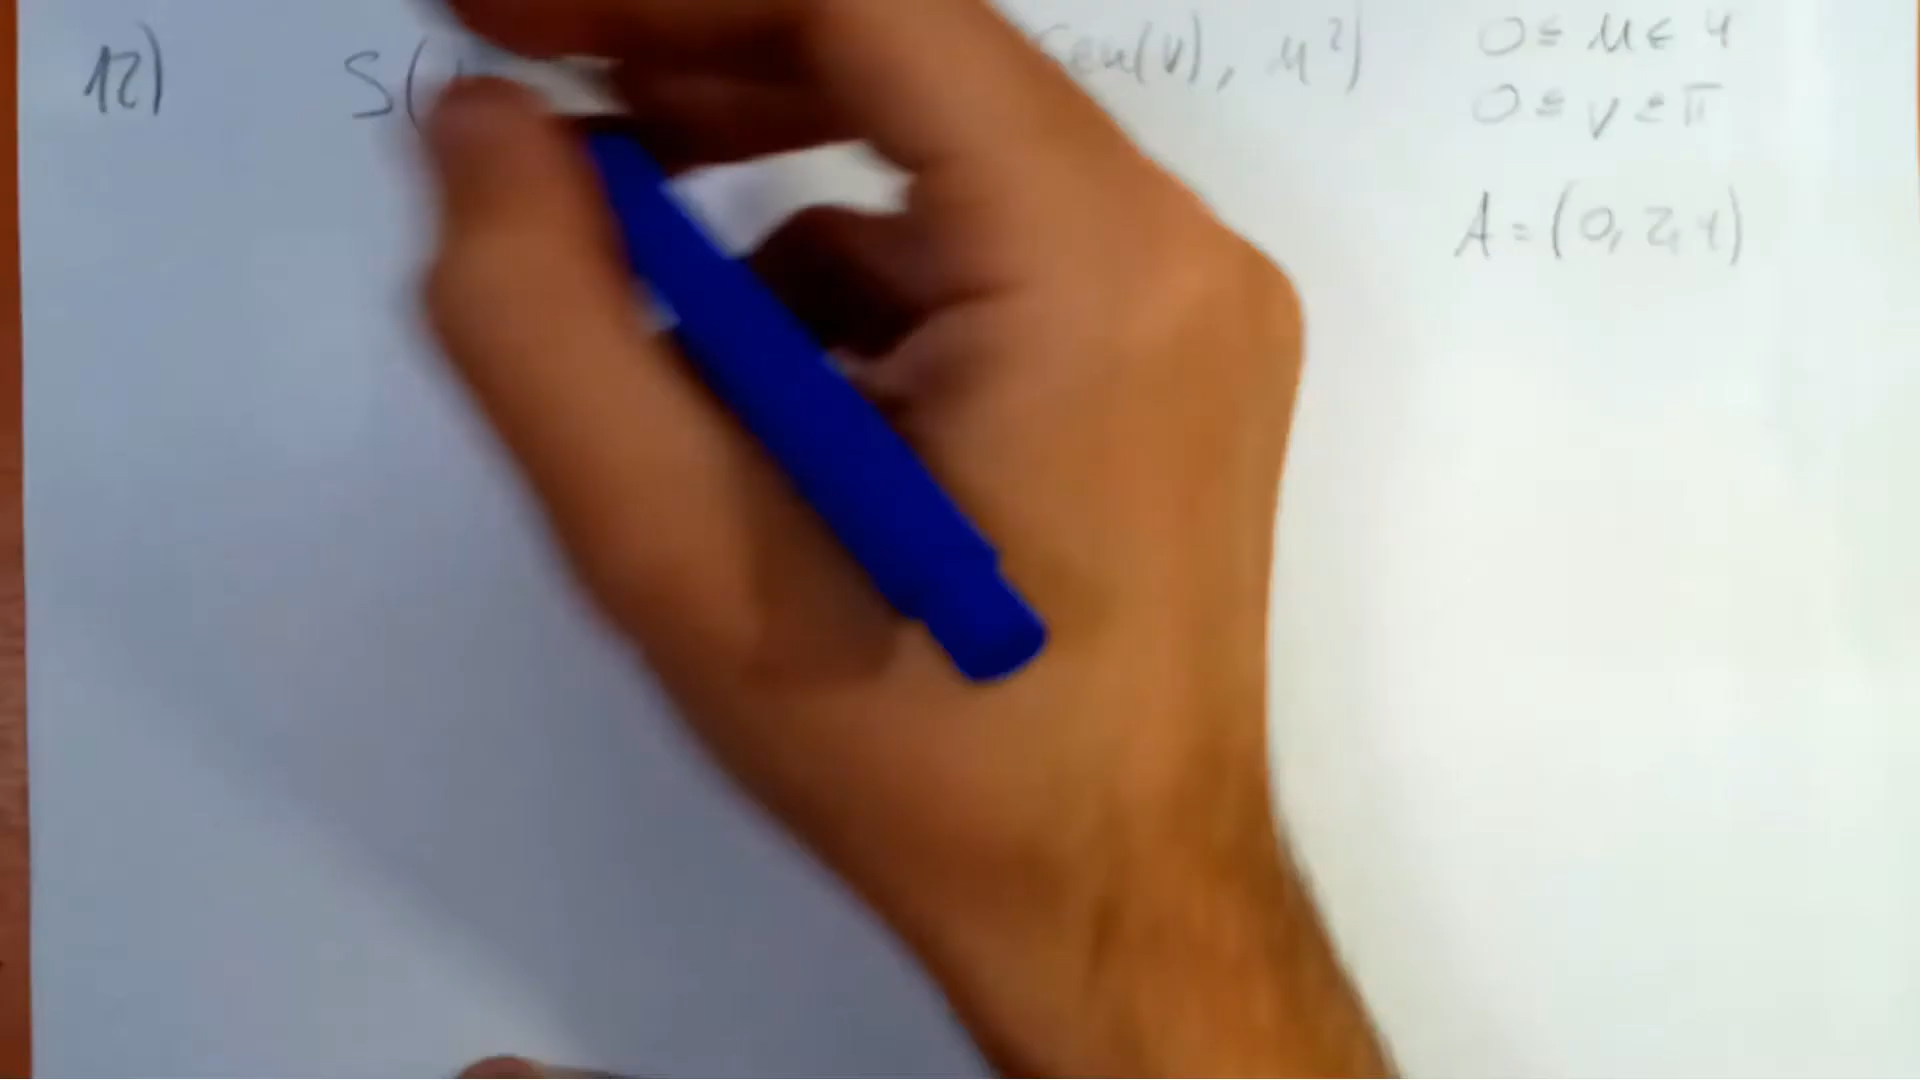 12) S( Sen(v), u²) 0 ≤ u ≤ 4
0 ≤ v ≤ π
A = (0, 2, 4)